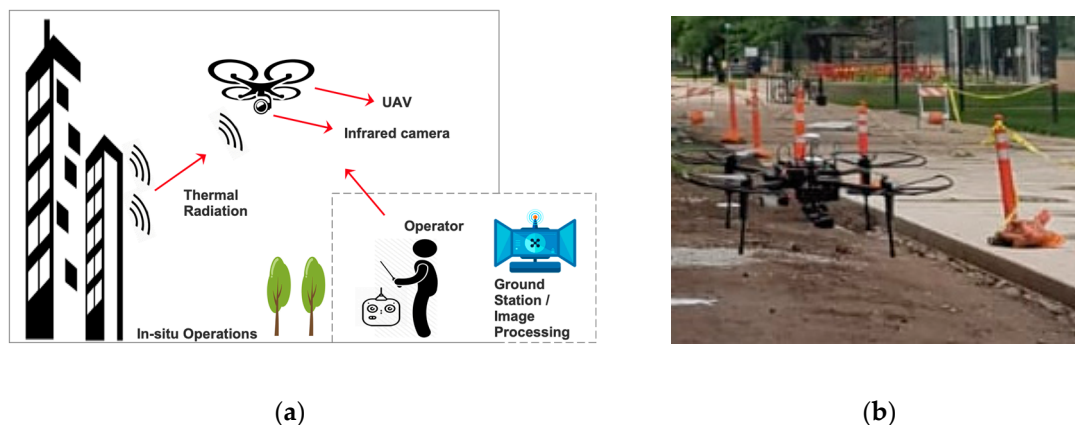 UAV
Infrared camera
Thermal
Radiation
Operator
Ground
Station /
Image
Processing
In-situ Operations
(a)
(b)